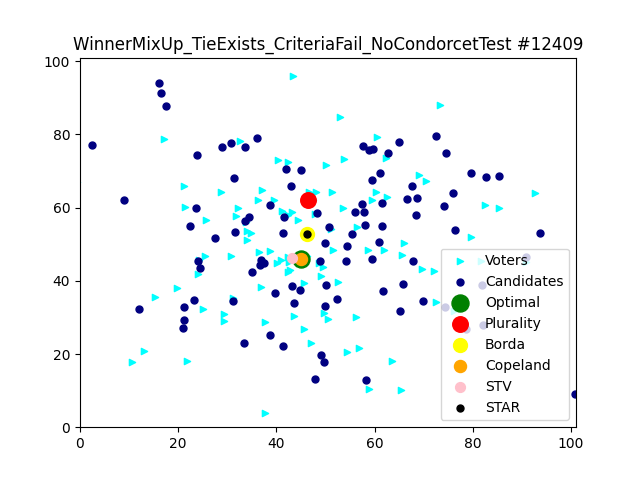 WinnerMixUp_TieExists_CriteriaFail_NoCondorcetTest #12409
100
80
60
40
20
0
0 20 40 60 80 100
Voters
Candidates
Optimal
Plurality
Borda
Copeland
STV
STAR